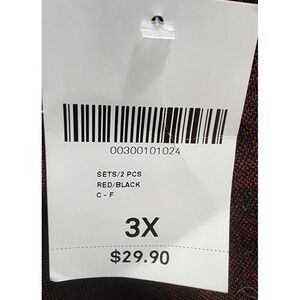 00300101024
SETS/2 PCS
RED/BLACK
C - F
3X
$29.90